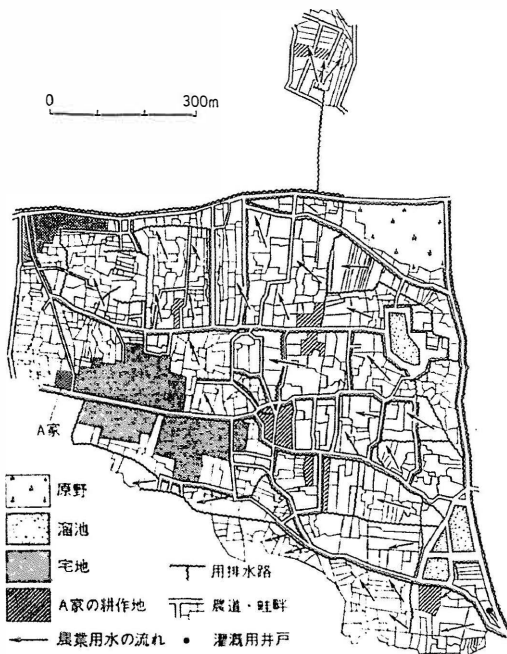 0 300m
A家
原野
溜池
宅地
A家の耕作地
農業用水の流れ
用排水路
農道・畦畔
灌漑用井戸